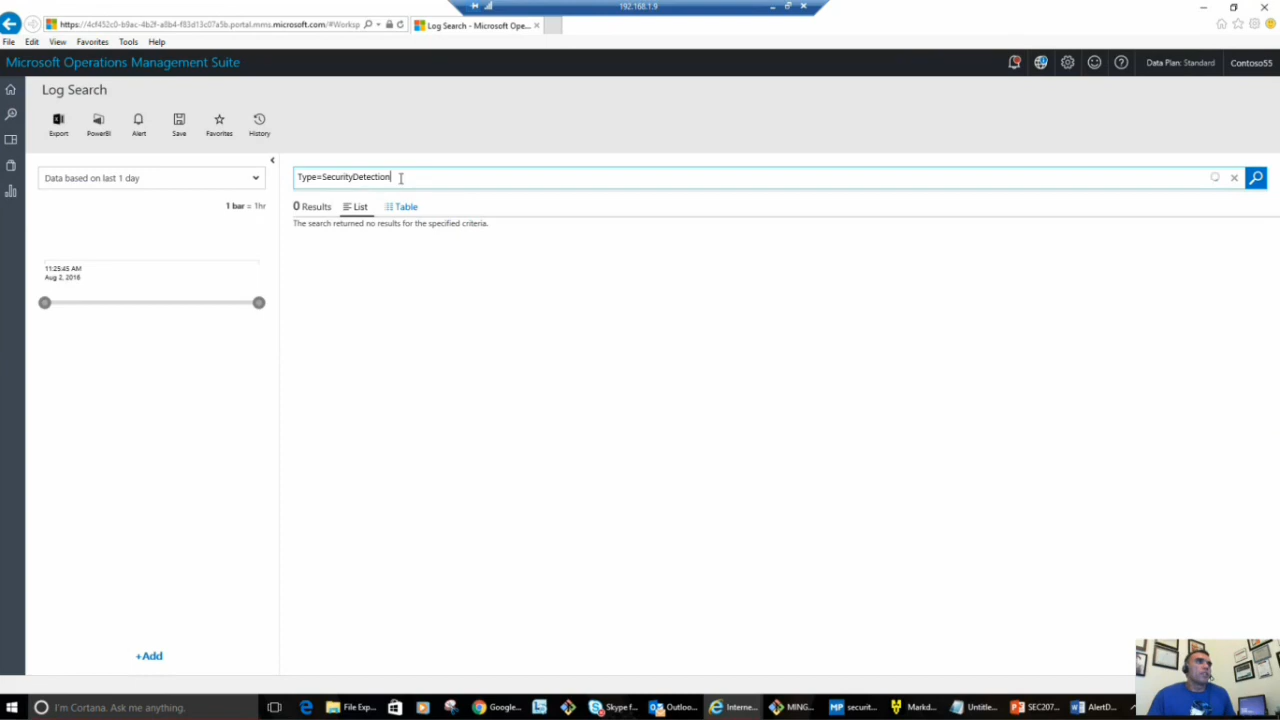 192.168.1.9
https://4cf452c0-b9ac-4b2f-a8b4-f83d13c07a5b.portal.mms.microsoft.com/#Worksp
Log Search - Microsoft Ope...
File Edit View Favorites Tools Help
Microsoft Operations Management Suite
Data Plan: Standard
Contoso55
Log Search
Export PowerBI Alert Save Favorites History
Data based on last 1 day
Type=SecurityDetection
1 bar = 1hr
0 Results List Table
The search returned no results for the specified criteria.
11:25:45 AM
Aug 2, 2016
+Add
I'm Cortana. Ask me anything.
File Exp...
Google...
Skype f...
Outloo...
Interne...
MING...
securit...
Markd...
Untitle...
SEC207...
AlertD...